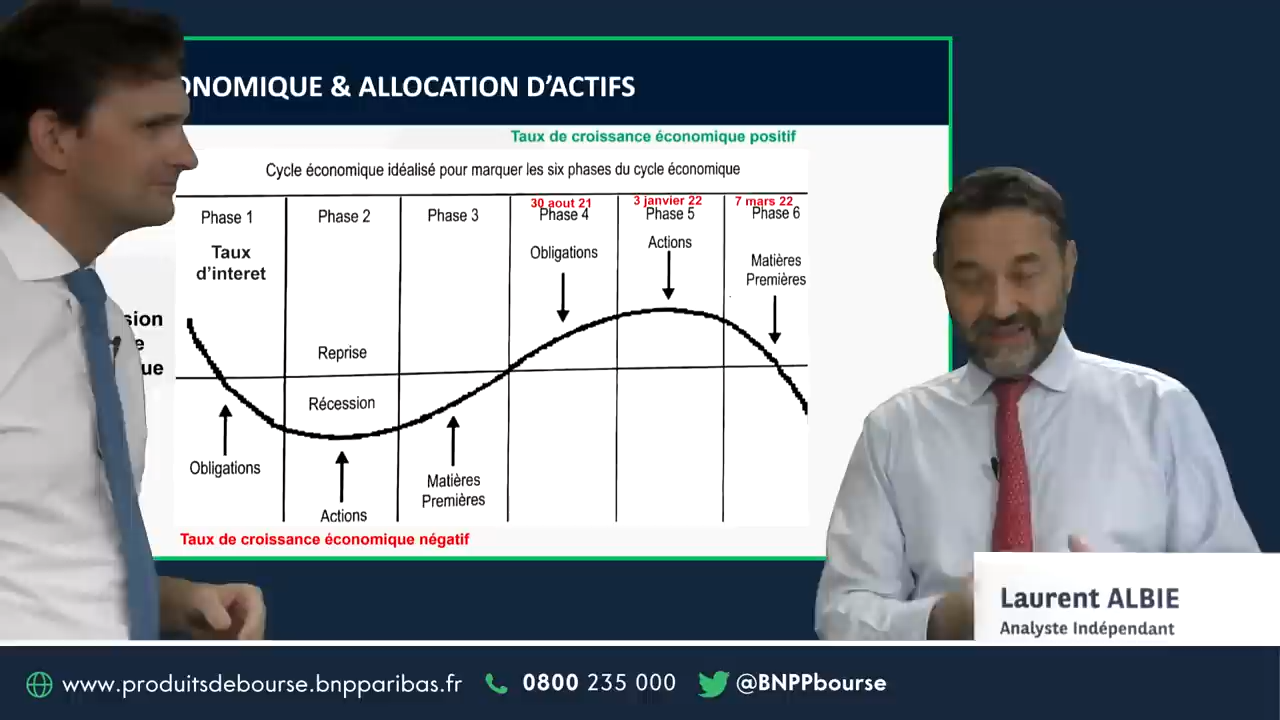 ONOMIQUE & ALLOCATION D'ACTIFS
Taux de croissance économique positif
Cycle économique idéalisé pour marquer les six phases du cycle économique
30 aout 21
3 janvier 22
7 mars 22
Phase 1
Phase 2
Phase 3
Phase 4
Phase 5
Phase 6
Taux
d'interet
Obligations
Actions
Matières
Premières
sion
e
que
Reprise
Récession
Obligations
Actions
Matières
Premières
Taux de croissance économique négatif
Laurent ALBIE
Analyste Indépendant
www.produitsdebourse.bnpparibas.fr
0800 235 000
@BNPPbourse